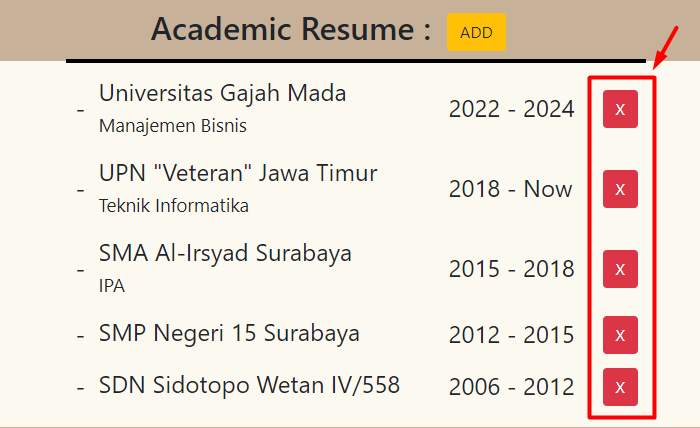 Academic Resume : ADD
- Universitas Gajah Mada 2022 - 2024 X
Manajemen Bisnis
- UPN "Veteran" Jawa Timur 2018 - Now X
Teknik Informatika
- SMA Al-Irsyad Surabaya 2015 - 2018 X
IPA
- SMP Negeri 15 Surabaya 2012 - 2015 X
- SDN Sidotopo Wetan IV/558 2006 - 2012 X